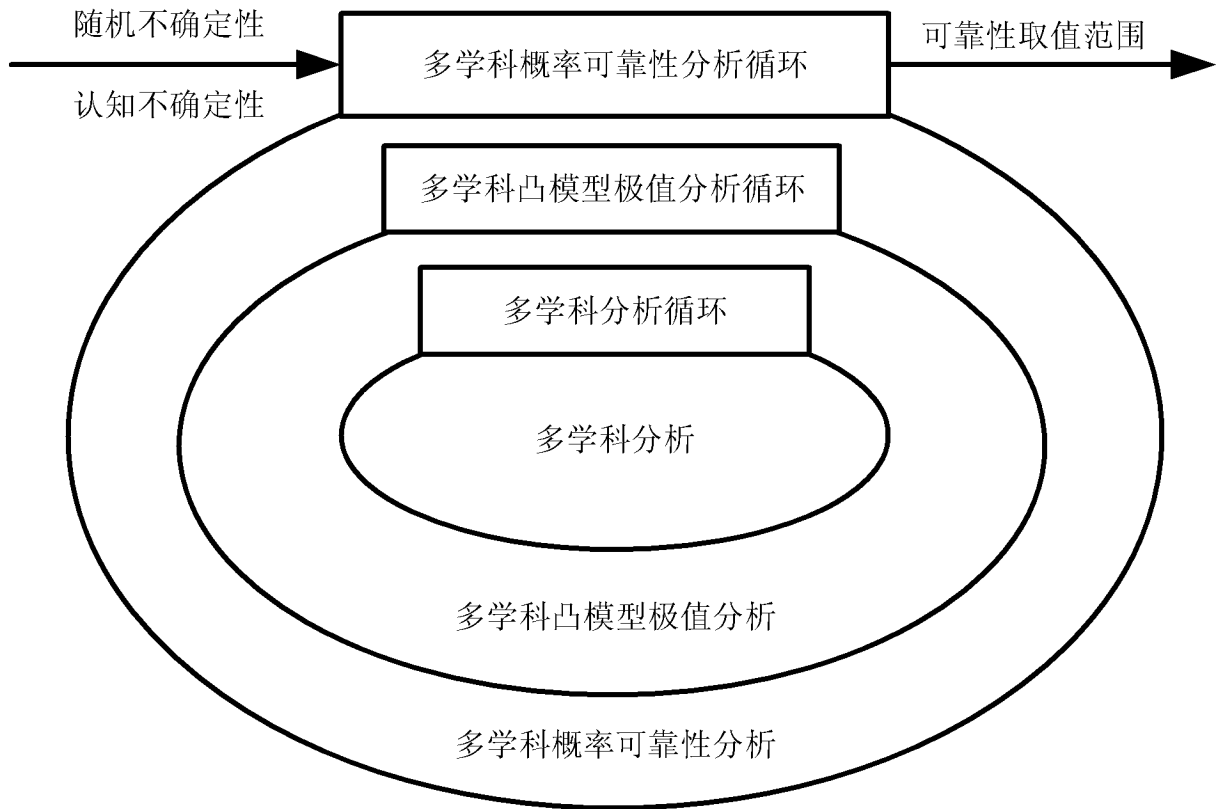 随机不确定性
认知不确定性
多学科概率可靠性分析循环
可靠性取值范围
多学科凸模型极值分析循环
多学科分析循环
多学科分析
多学科凸模型极值分析
多学科概率可靠性分析